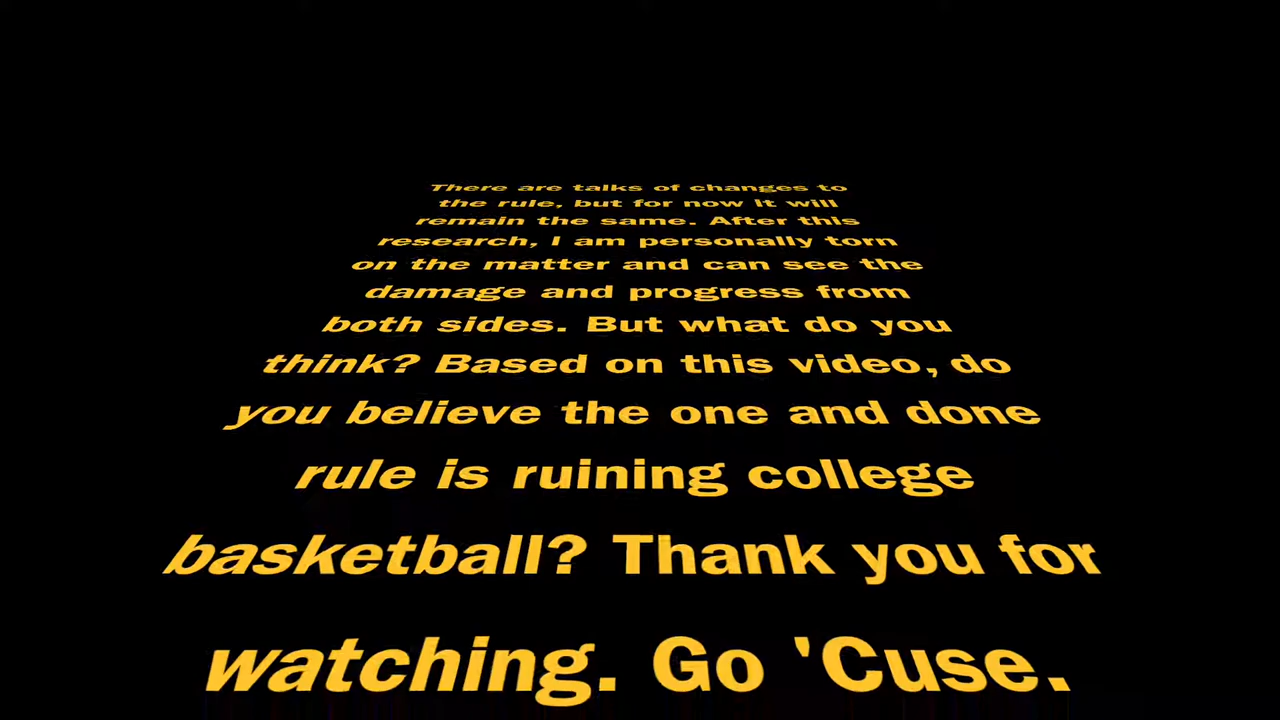 There are talks of changes to
the rule, but for now it will
remain the same. After this
research, I am personally torn
on the matter and can see the
damage and progress from
both sides. But what do you
think? Based on this video, do
you believe the one and done
rule is ruining college
basketball? Thank you for
watching. Go 'Cuse.